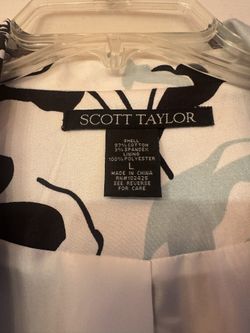 SCOTT TAYLOR
SHELL
97% COTTON
3% SPANDEX
LINING
100% POLYESTER
L
MADE IN CHINA
RN#102425
SEE REVERSE
FOR CARE